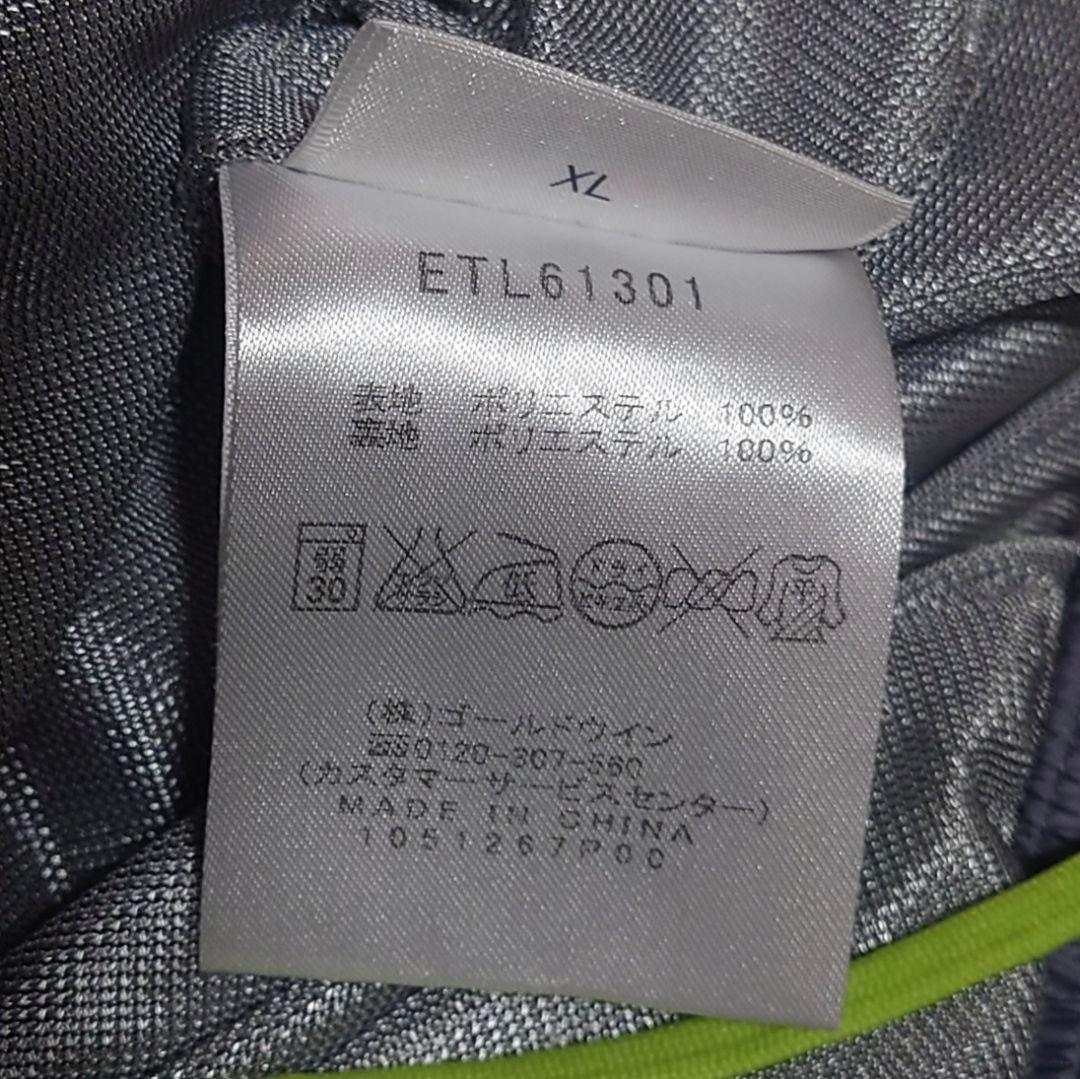 XL
ETL61301
表地 ポリエステル 100%
裏地 ポリエステル 100%
30
(株)ゴールドウイン
0120-307-560
(カスタマーサービスセンター)
MADE IN CHINA
1051267P00